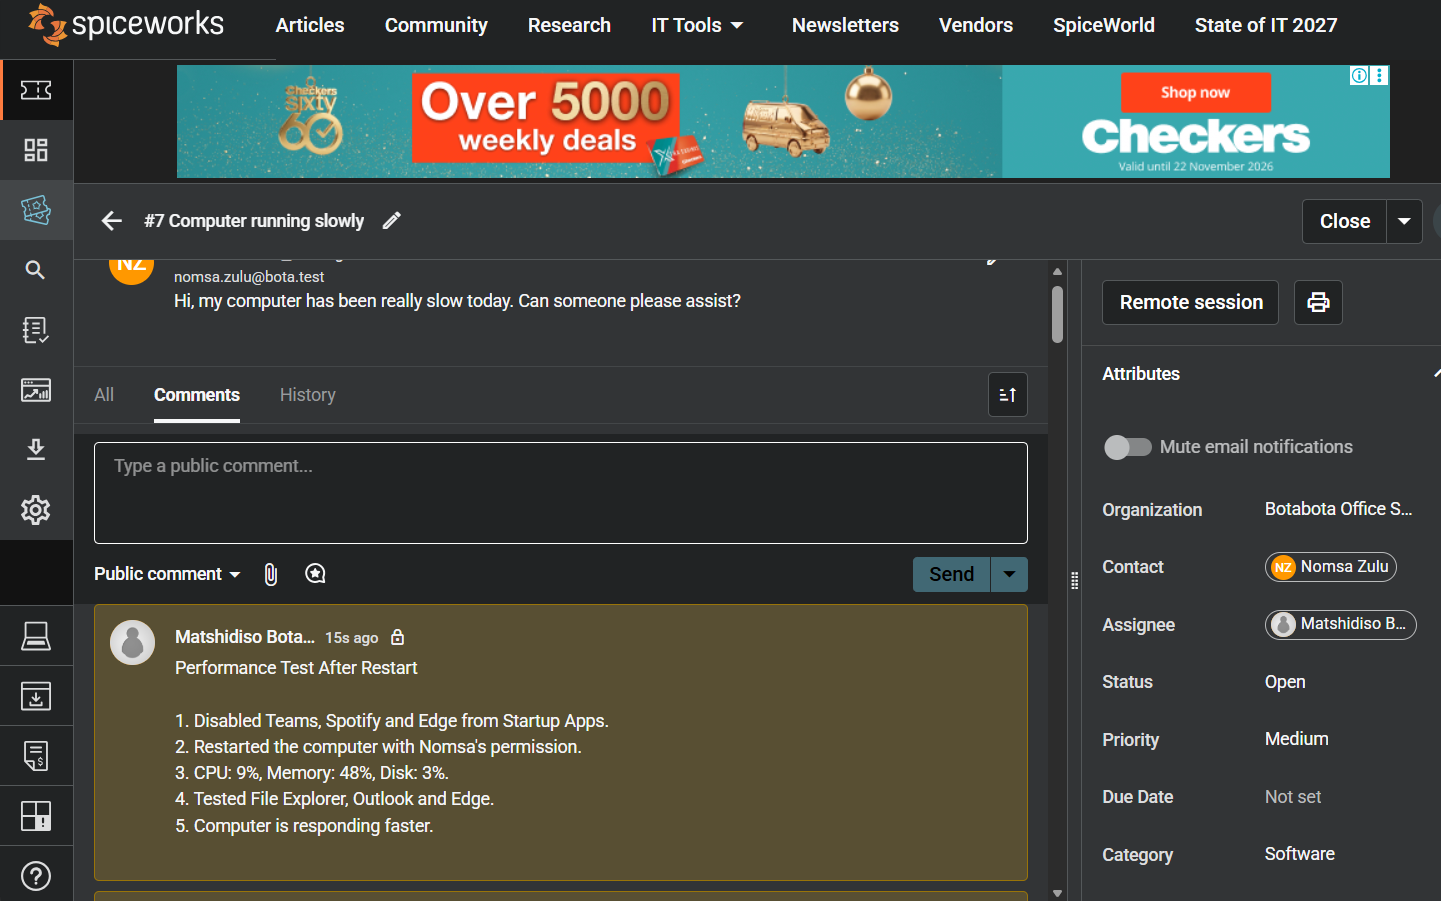 spiceworks
Articles
Community
Research
IT Tools
Newsletters
Vendors
SpiceWorld
State of IT 2027
Checkers
SIXTY
60
Over 5000
weekly deals
Shop now
Checkers
Valid until 22 November 2026
#7 Computer running slowly
Close
NZ
nomsa.zulu@bota.test
Hi, my computer has been really slow today. Can someone please assist?
All
Comments
History
Type a public comment...
Public comment
Send
Matshidiso Bota... 15s ago
Performance Test After Restart
1. Disabled Teams, Spotify and Edge from Startup Apps.
2. Restarted the computer with Nomsa's permission.
3. CPU: 9%, Memory: 48%, Disk: 3%.
4. Tested File Explorer, Outlook and Edge.
5. Computer is responding faster.
Remote session
Attributes
Mute email notifications
Organization Botabota Office S...
Contact NZ Nomsa Zulu
Assignee Matshidiso B...
Status Open
Priority Medium
Due Date Not set
Category Software